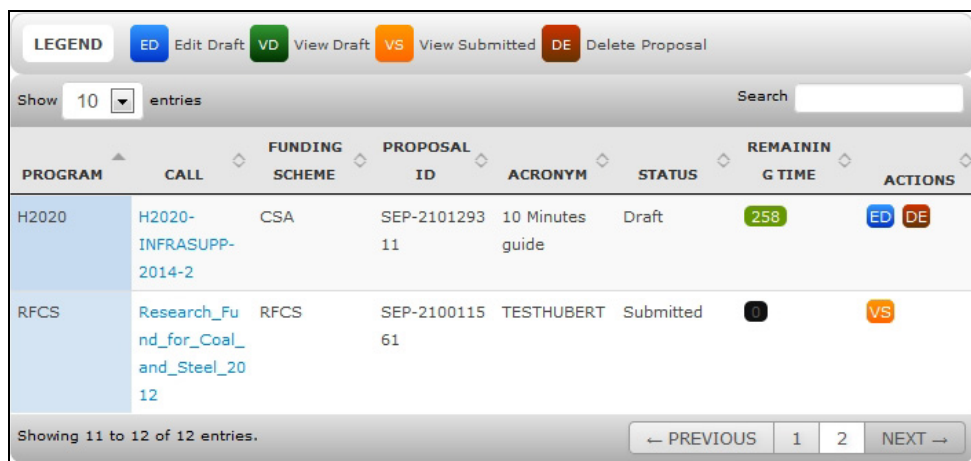 LEGEND ED Edit Draft VD View Draft VS View Submitted DE Delete Proposal
Show 10 entries Search
FUNDING PROPOSAL REMAININ
PROGRAM CALL SCHEME ID ACRONYM STATUS G TIME ACTIONS
H2020 H2020- CSA SEP-2101293 10 Minutes Draft 258 ED DE
INFRASUPP- 11 guide
2014-2
RFCS Research_Fu RFCS SEP-2100115 TESTHUBERT Submitted 0 VS
nd_for_Coal_ 61
and_Steel_20
12
Showing 11 to 12 of 12 entries. ← PREVIOUS 1 2 NEXT →